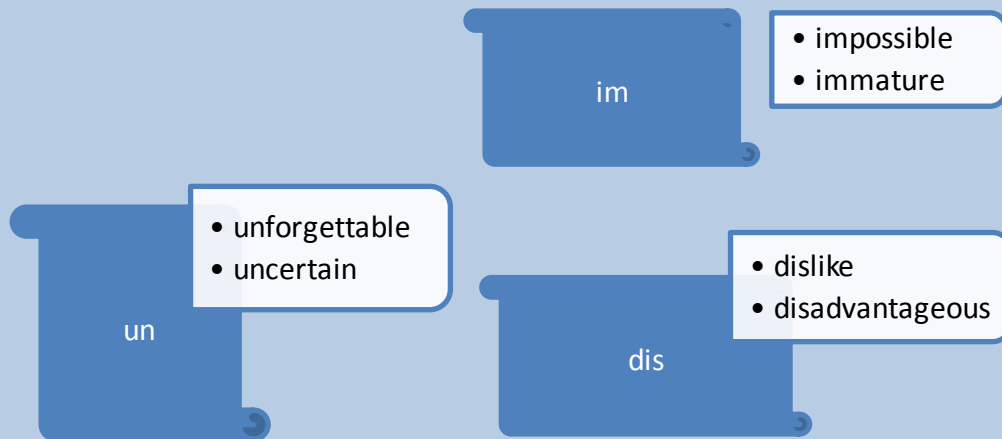 im
• impossible
• immature
un
• unforgettable
• uncertain
dis
• dislike
• disadvantageous